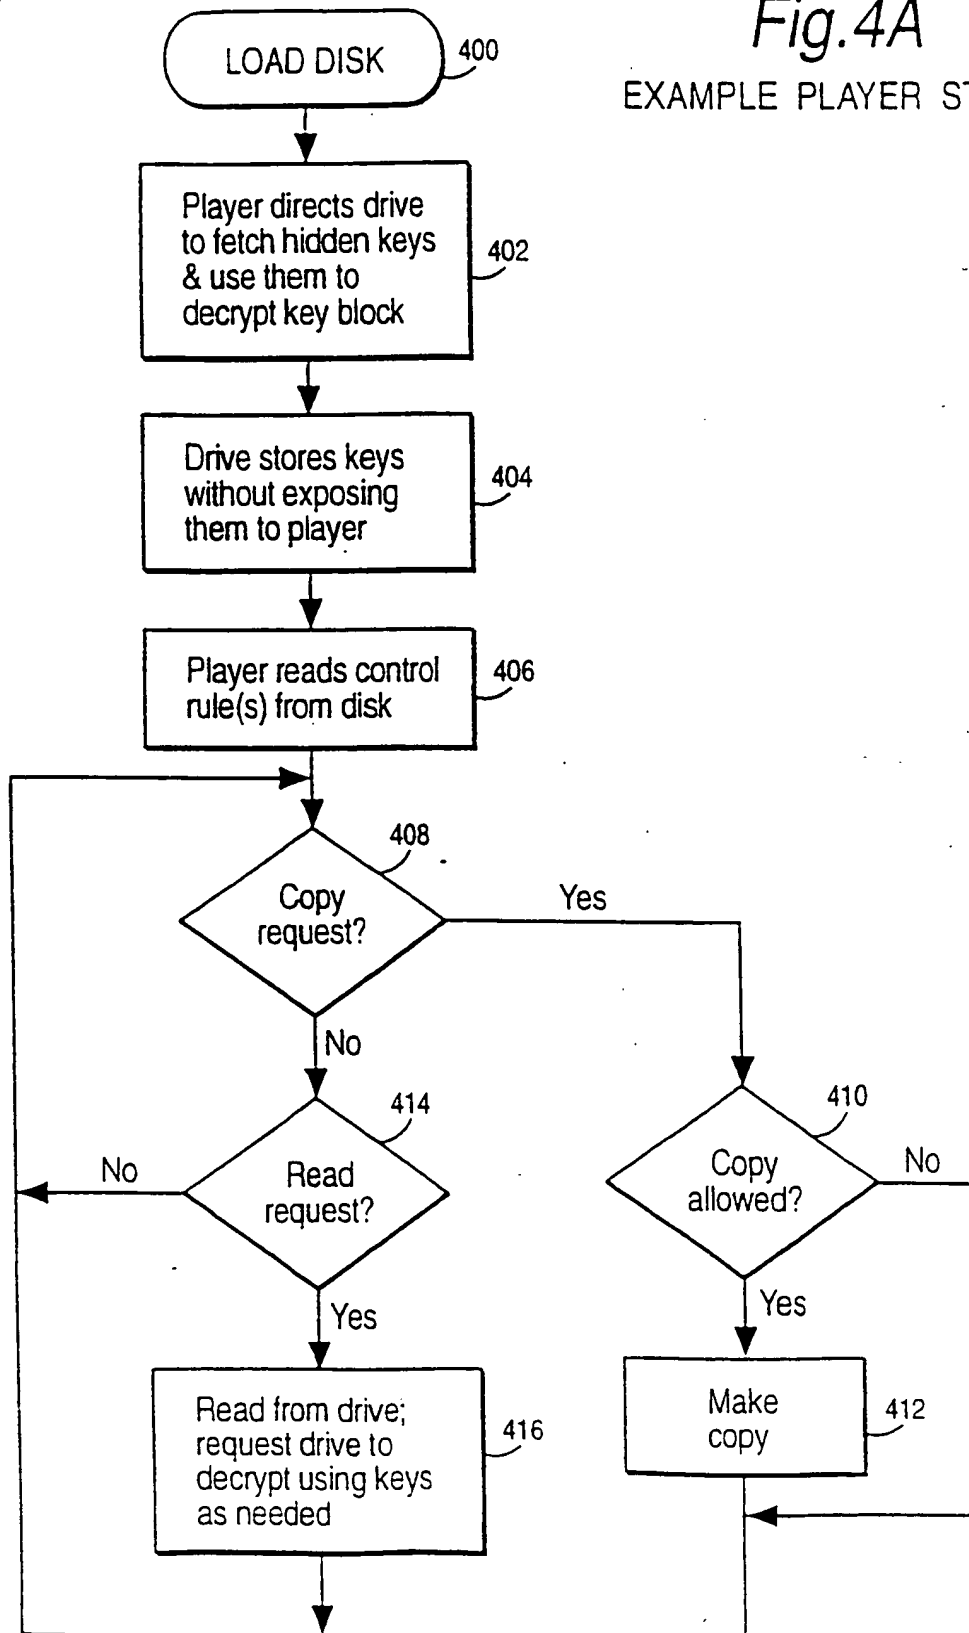 Fig.4A
EXAMPLE PLAYER
LOAD DISK
400
Player directs drive
to fetch hidden keys
& use them to
decrypt key block
402
Drive stores keys
without exposing
them to player
404
Player reads control
rule(s) from disk
406
Copy
request?
408
Yes
No
Read
request?
414
No
Yes
Copy
allowed?
410
No
Yes
Read from drive;
request drive to
decrypt using keys
as needed
416
Make
copy
412